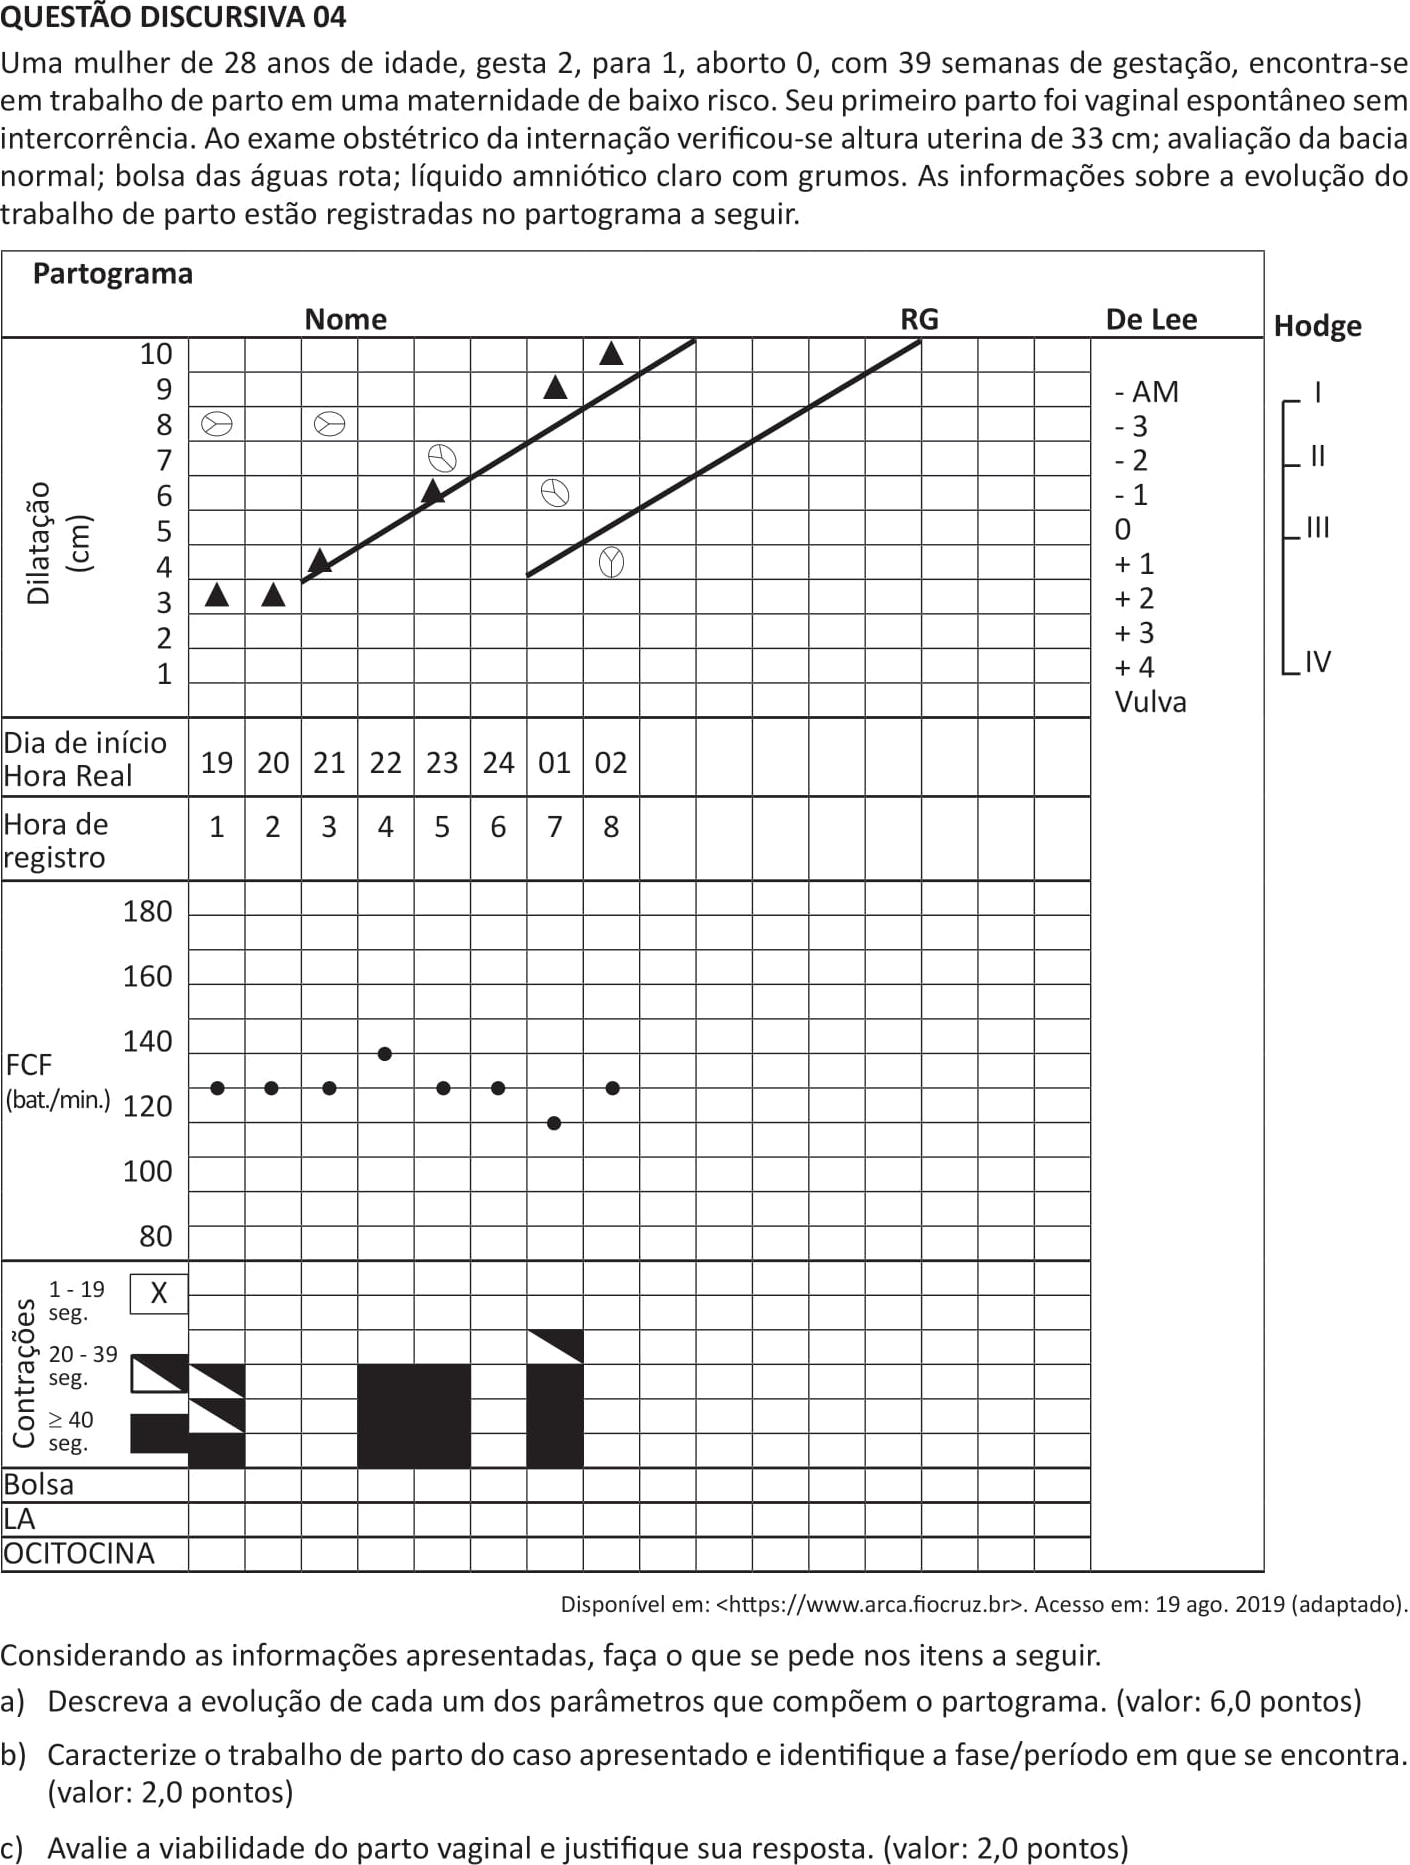 QUESTÃO DISCURSIVA 04
Uma mulher de 28 anos de idade, gesta 2, para 1, aborto 0, com 39 semanas de gestação, encontra-se
em trabalho de parto em uma maternidade de baixo risco. Seu primeiro parto foi vaginal espontâneo sem
intercorrência. Ao exame obstétrico da internação verificou-se altura uterina de 33 cm; avaliação da bacia
normal; bolsa das águas rota; líquido amniótico claro com grumos. As informações sobre a evolução do
trabalho de parto estão registradas no partograma a seguir.
Partograma
Nome RG De Lee Hodge
Dilatação
(cm)
10
9 - AM I
8 - 3
7 - 2 II
6 - 1
5 0 III
4 + 1
3 + 2
2 + 3
1 + 4 IV
Vulva
Dia de início
Hora Real 19 20 21 22 23 24 01 02
Hora de
registro 1 2 3 4 5 6 7 8
FCF
(bat./min.)
180
160
140
120
100
80
Contrações
1 - 19
seg. X
20 - 39
seg.
≥ 40
seg.
Bolsa
LA
OCITOCINA
Disponível em: <https://www.arca.fiocruz.br>. Acesso em: 19 ago. 2019 (adaptado).
Considerando as informações apresentadas, faça o que se pede nos itens a seguir.
a) Descreva a evolução de cada um dos parâmetros que compõem o partograma. (valor: 6,0 pontos)
b) Caracterize o trabalho de parto do caso apresentado e identifique a fase/período em que se encontra.
(valor: 2,0 pontos)
c) Avalie a viabilidade do parto vaginal e justifique sua resposta. (valor: 2,0 pontos)